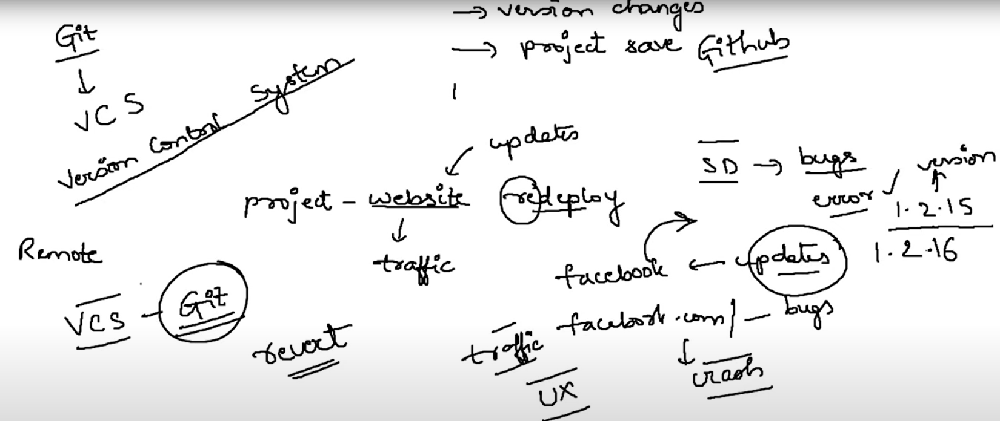 → version changes
Git
→ project save Github
↓
VCS
Version Control System
updates
project - website redeploy
↓
traffic
SD → bugs
error
version
↑
1.2.15
1.2.16
Remote
facebook ← updates
VCS - Git
facebook.com/ - bugs
revert
traffic
↓
crash
UX